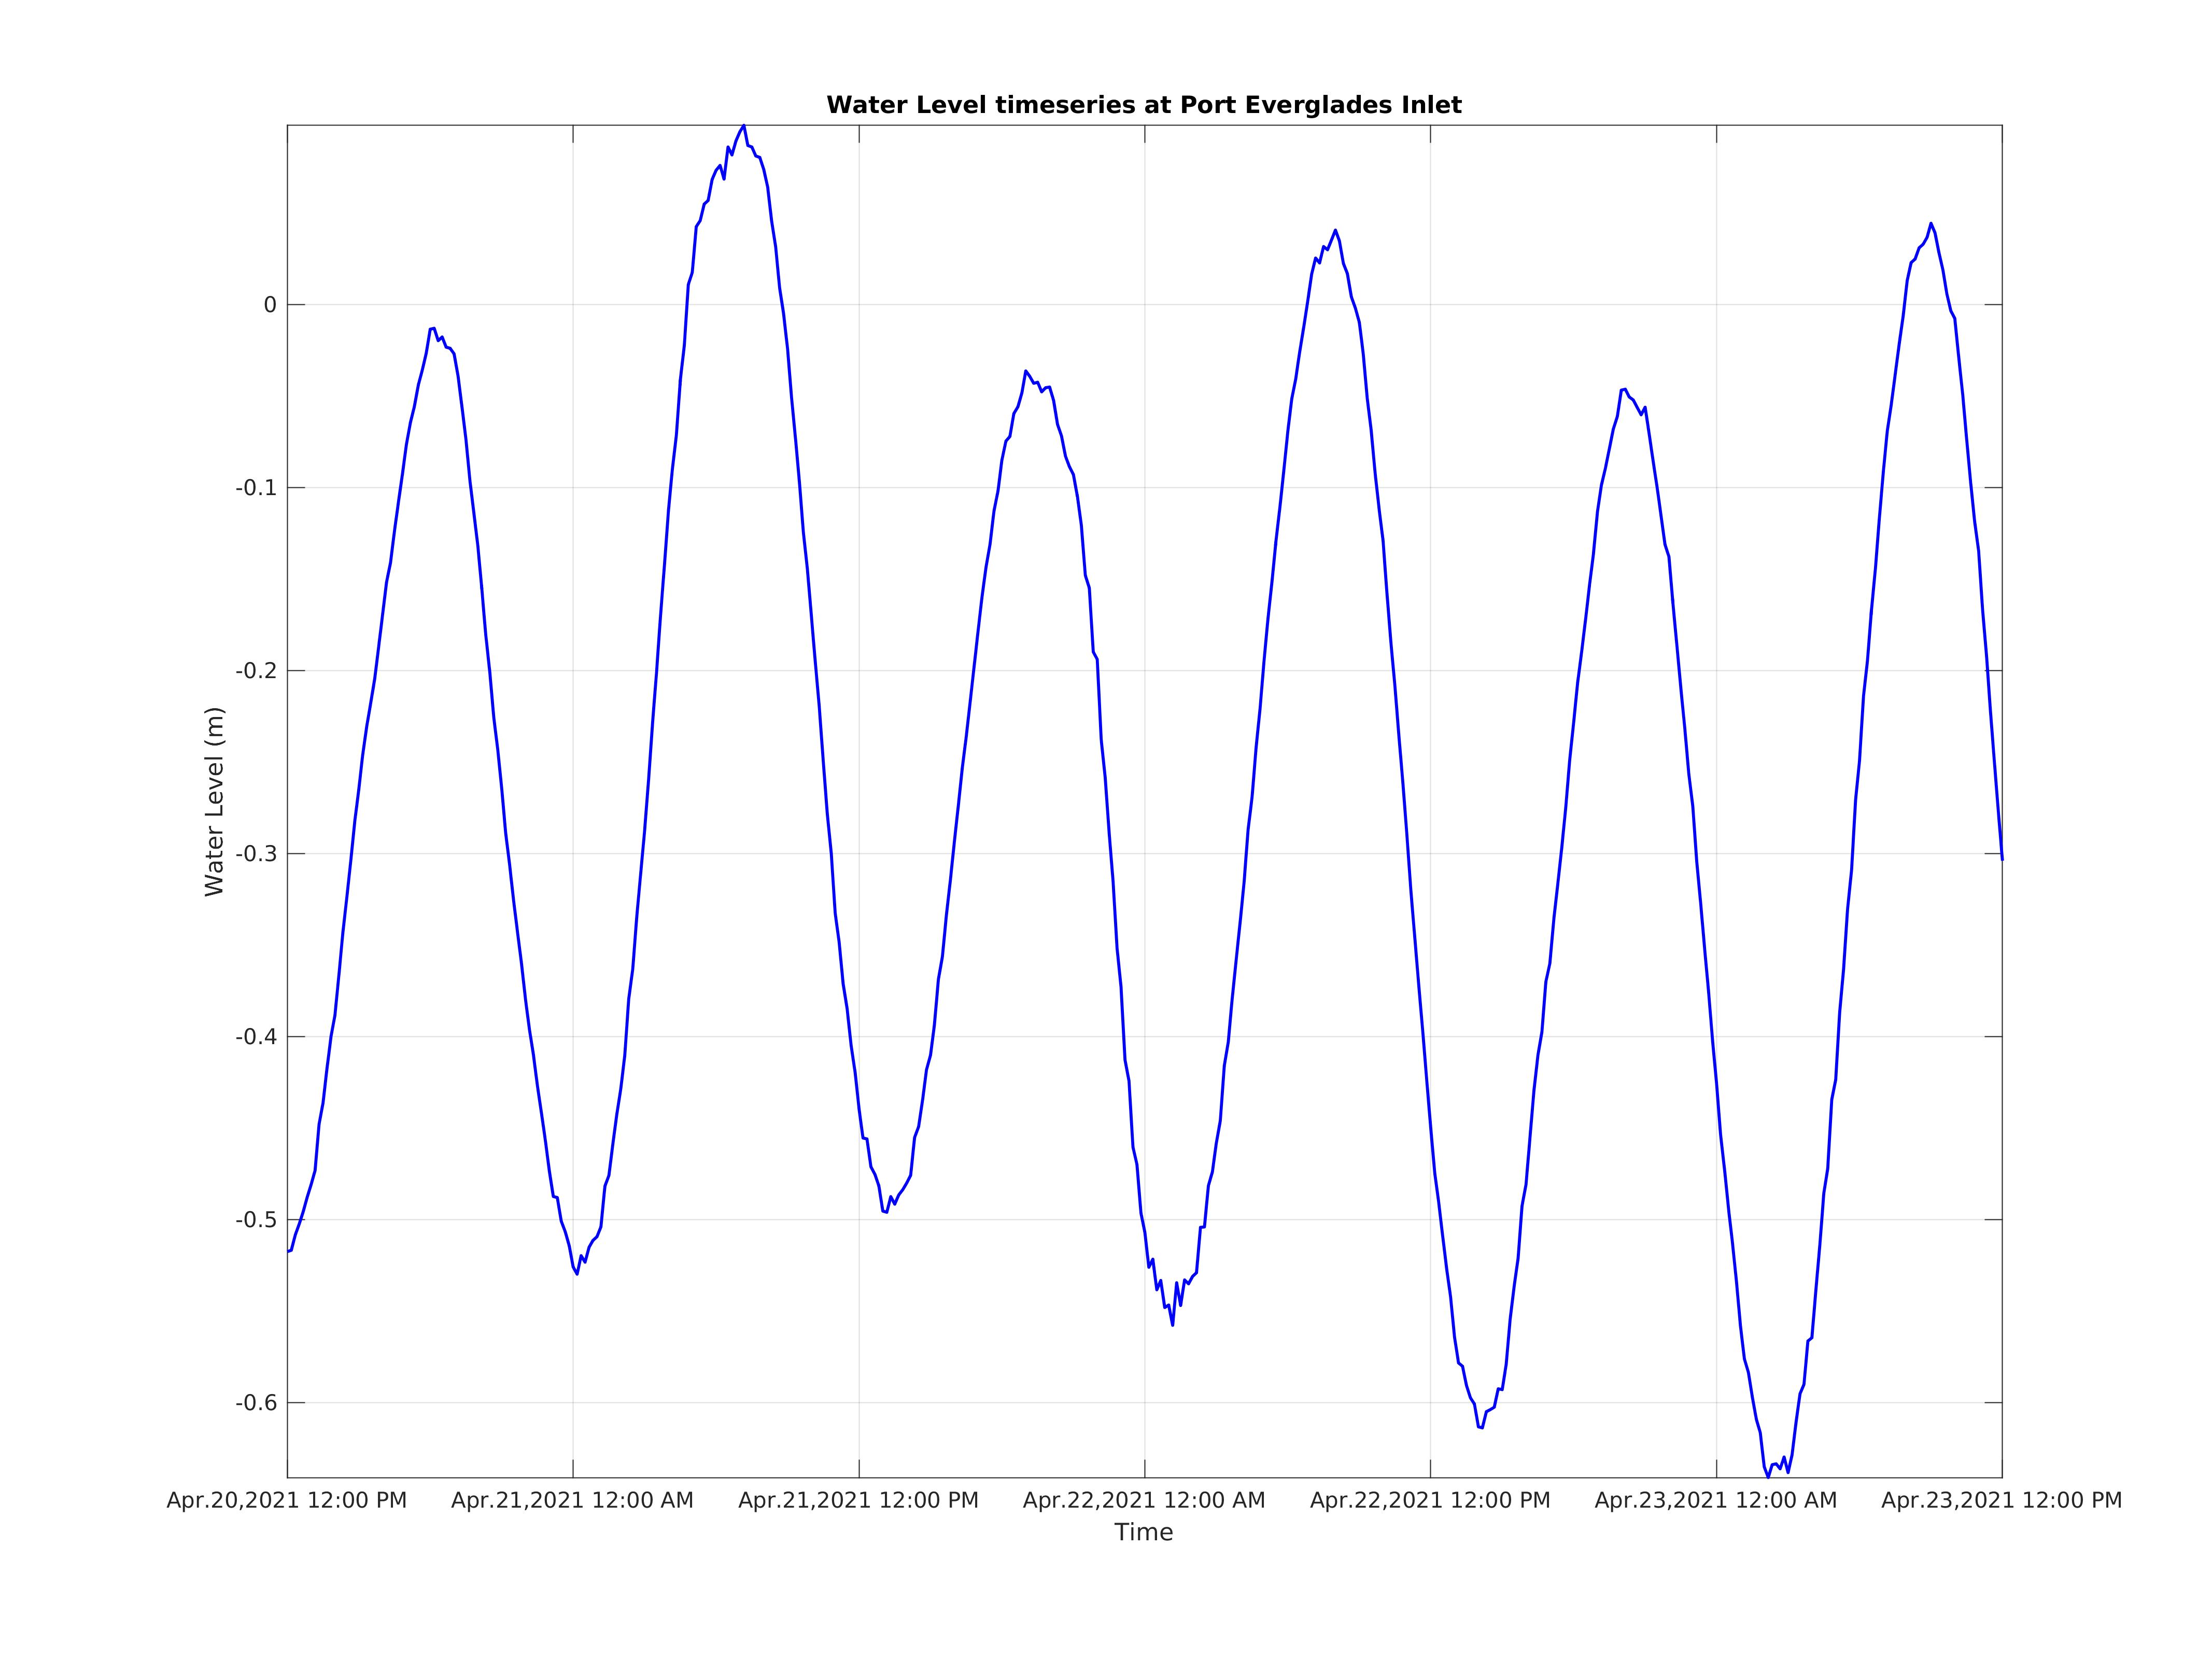 Water Level timeseries at Port Everglades Inlet
0
-0.1
-0.2
-0.3
-0.4
-0.5
-0.6
Water Level (m)
Apr.20,2021 12:00 PM Apr.21,2021 12:00 AM Apr.21,2021 12:00 PM Apr.22,2021 12:00 AM Apr.22,2021 12:00 PM Apr.23,2021 12:00 AM Apr.23,2021 12:00 PM
Time